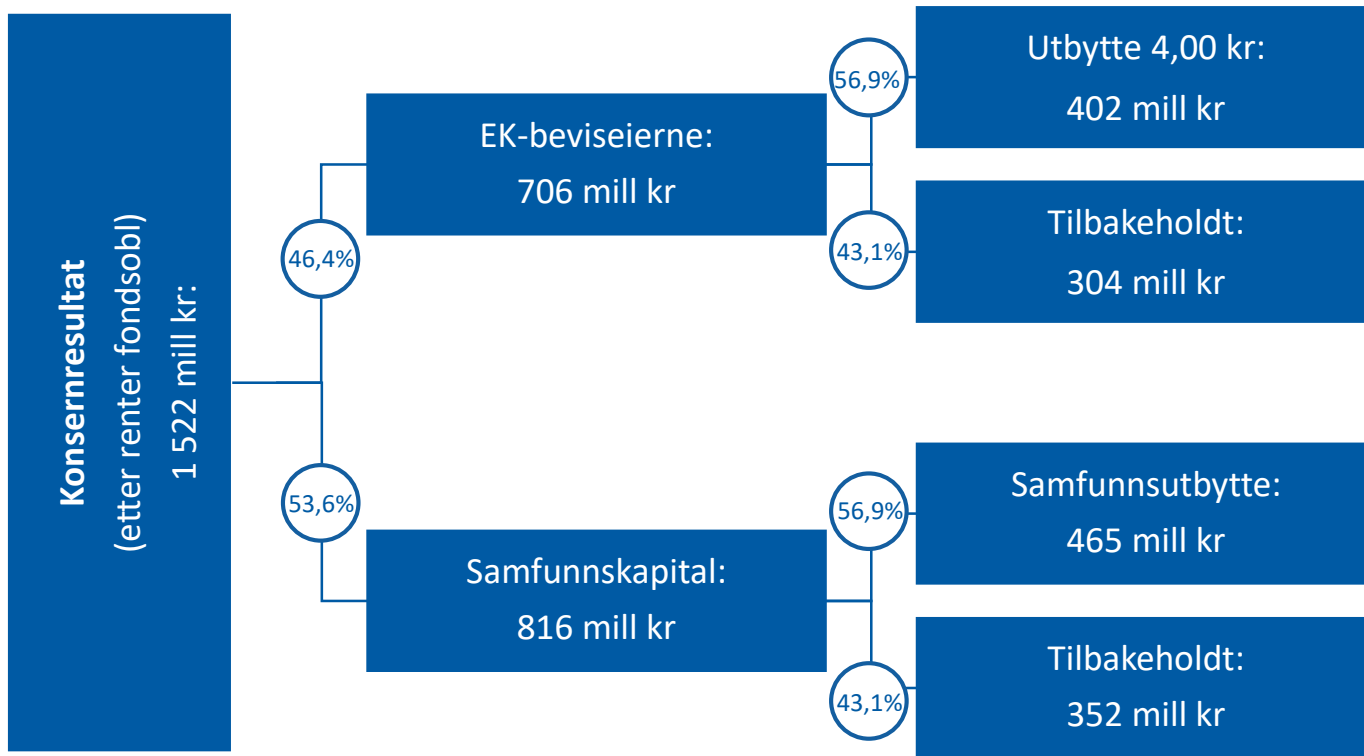 Konsernresultat
(etter renter fondsobl)
1 522 mill kr:
46,4%
EK-beviseierne:
706 mill kr
56,9%
Utbytte 4,00 kr:
402 mill kr
43,1%
Tilbakeholdt:
304 mill kr
53,6%
Samfunnskapital:
816 mill kr
56,9%
Samfunnsutbytte:
465 mill kr
43,1%
Tilbakeholdt:
352 mill kr